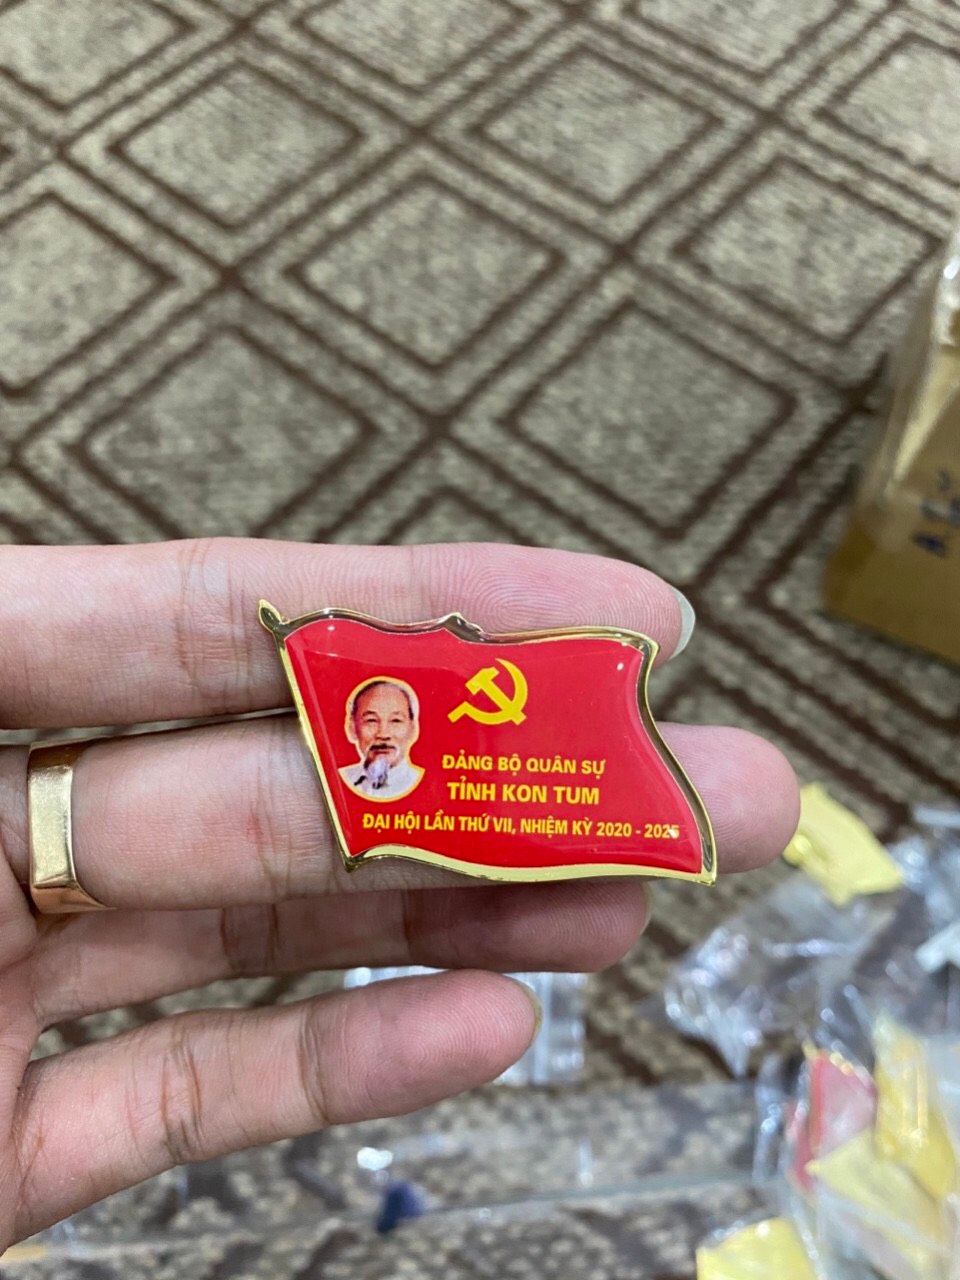 ĐẢNG BỘ QUÂN SỰ
TỈNH KON TUM
ĐẠI HỘI LẦN THỨ VII, NHIỆM KỲ 2020 - 2025